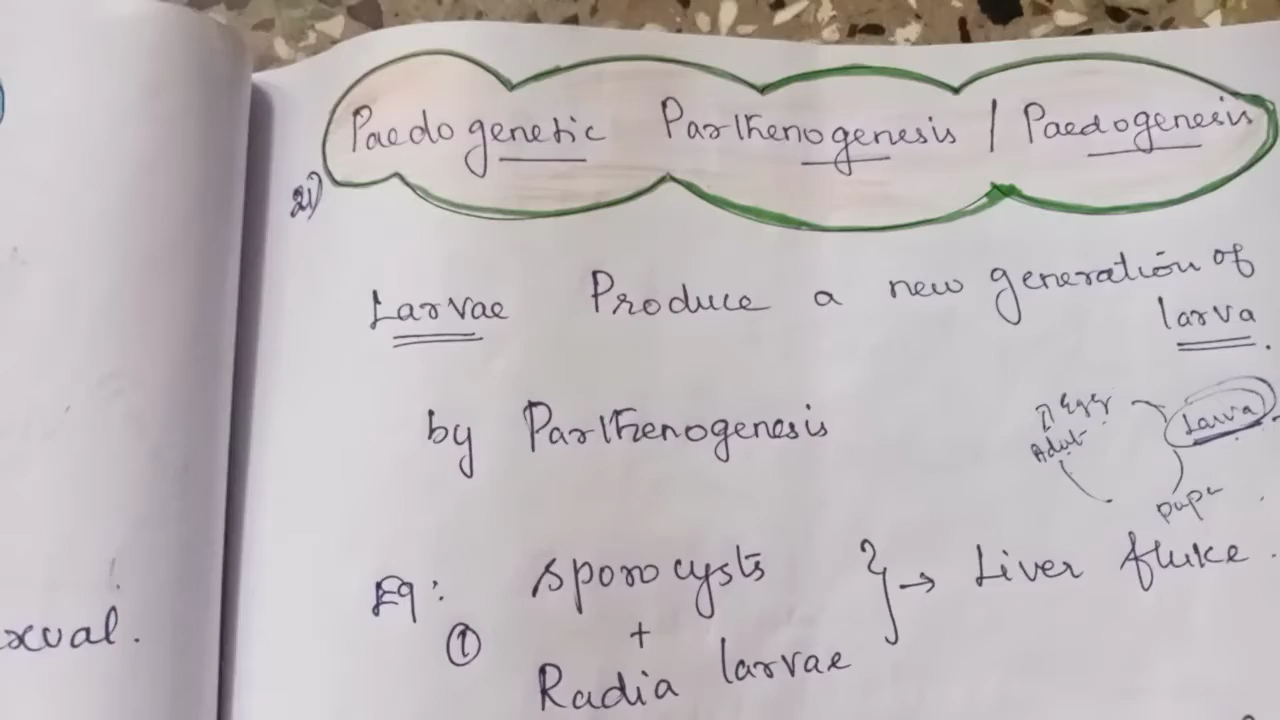 Paedogenetic Parthenogenesis / Paedogenesis
21)
Larvae Produce a new generation of
larva.
by Parthenogenesis
Eggs
Adult
Larva
pupa
Eg: sporocysts } → Liver fluke.
① +
Radia larvae
xual.